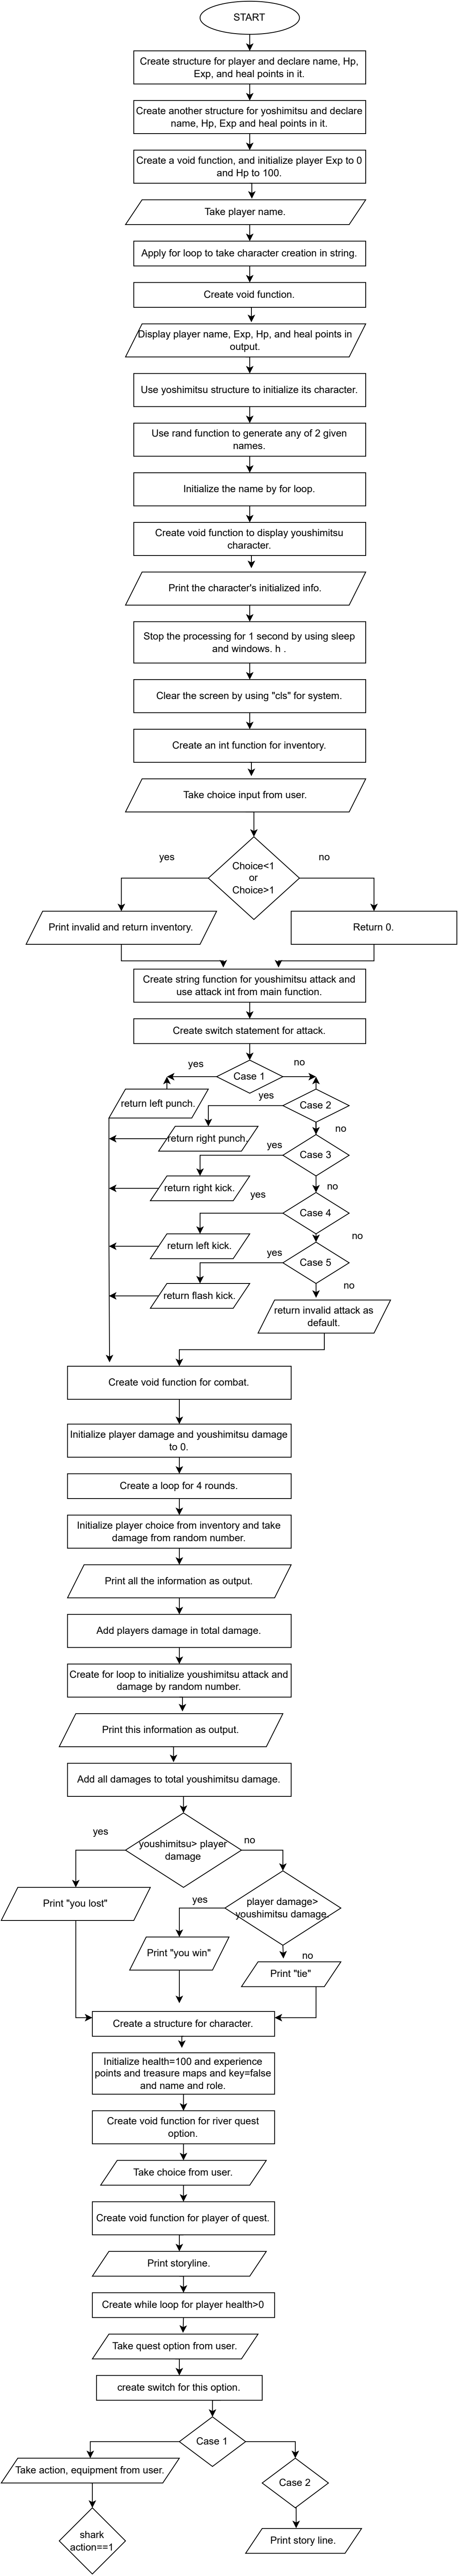 START
Create structure for player and declare name, Hp,
Exp, and heal points in it.
Create another structure for yoshimitsu and declare
name, Hp, Exp and heal points in it.
Create a void function, and initialize player Exp to 0
and Hp to 100.
Take player name.
Apply for loop to take character creation in string.
Create void function.
Display player name, Exp, Hp, and heal points in
output.
Use yoshimitsu structure to initialize its character.
Use rand function to generate any of 2 given
names.
Initialize the name by for loop.
Create void function to display youshimitsu
character.
Print the character's initialized info.
Stop the processing for 1 second by using sleep
and windows. h .
Clear the screen by using "cls" for system.
Create an int function for inventory.
Take choice input from user.
yes
no
Choice<1
or
Choice>1
Print invalid and return inventory.
Return 0.
Create string function for youshimitsu attack and
use attack int from main function.
Create switch statement for attack.
yes
no
Case 1
return left punch.
yes
Case 2
no
return right punch,
yes
Case 3
no
return right kick.
yes
Case 4
no
return left kick.
yes
Case 5
no
return flash kick.
return invalid attack as
default.
Create void function for combat.
Initialize player damage and youshimitsu damage
to 0.
Create a loop for 4 rounds.
Initialize player choice from inventory and take
damage from random number.
Print all the information as output.
Add players damage in total damage.
Create for loop to initialize youshimitsu attack and
damage by random number.
Print this information as output.
Add all damages to total youshimitsu damage.
yes
no
youshimitsu> player
damage
Print "you lost"
yes
player damage>
youshimitsu damage.
no
Print "you win"
Print "tie"
Create a structure for character.
Initialize health=100 and experience
points and treasure maps and key=false
and name and role.
Create void function for river quest
option.
Take choice from user.
Create void function for player of quest.
Print storyline.
Create while loop for player health>0
Take quest option from user.
create switch for this option.
Case 1
Take action, equipment from user.
Case 2
shark
action==1
Print story line.